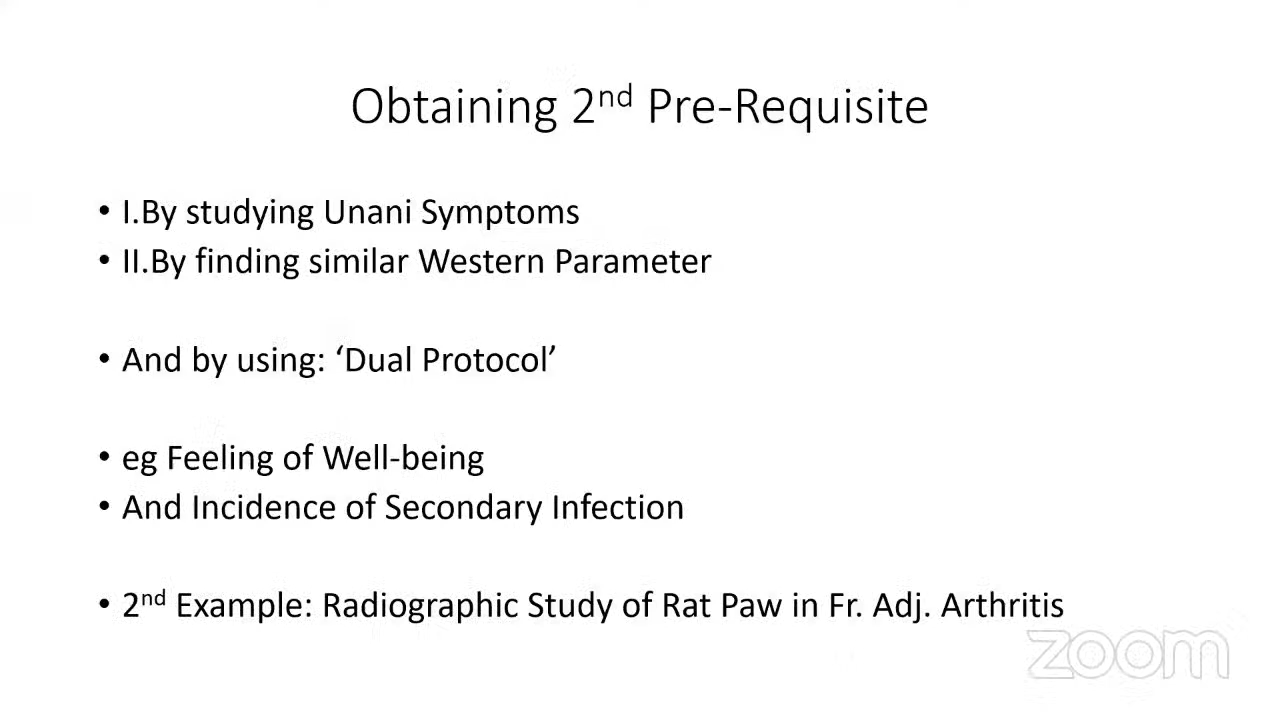 Obtaining 2nd Pre-Requisite
• I.By studying Unani Symptoms
• II.By finding similar Western Parameter
• And by using: ‘Dual Protocol’
• eg Feeling of Well-being
• And Incidence of Secondary Infection
• 2nd Example: Radiographic Study of Rat Paw in Fr. Adj. Arthritis
zoom